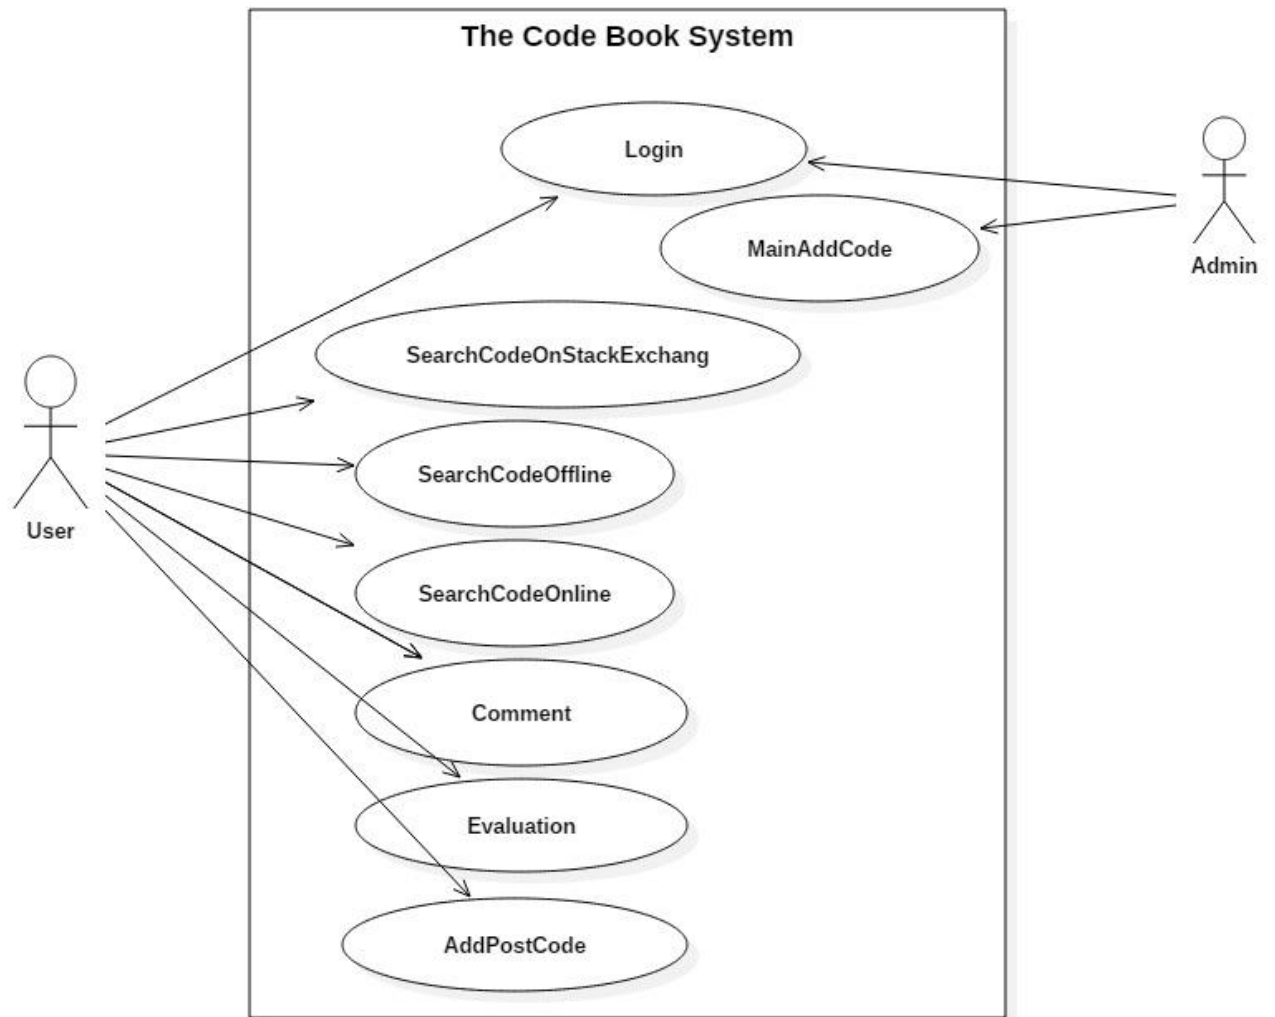 The Code Book System
Login
MainAddCode
Admin
SearchCodeOnStackExchang
SearchCodeOffline
User
SearchCodeOnline
Comment
Evaluation
AddPostCode